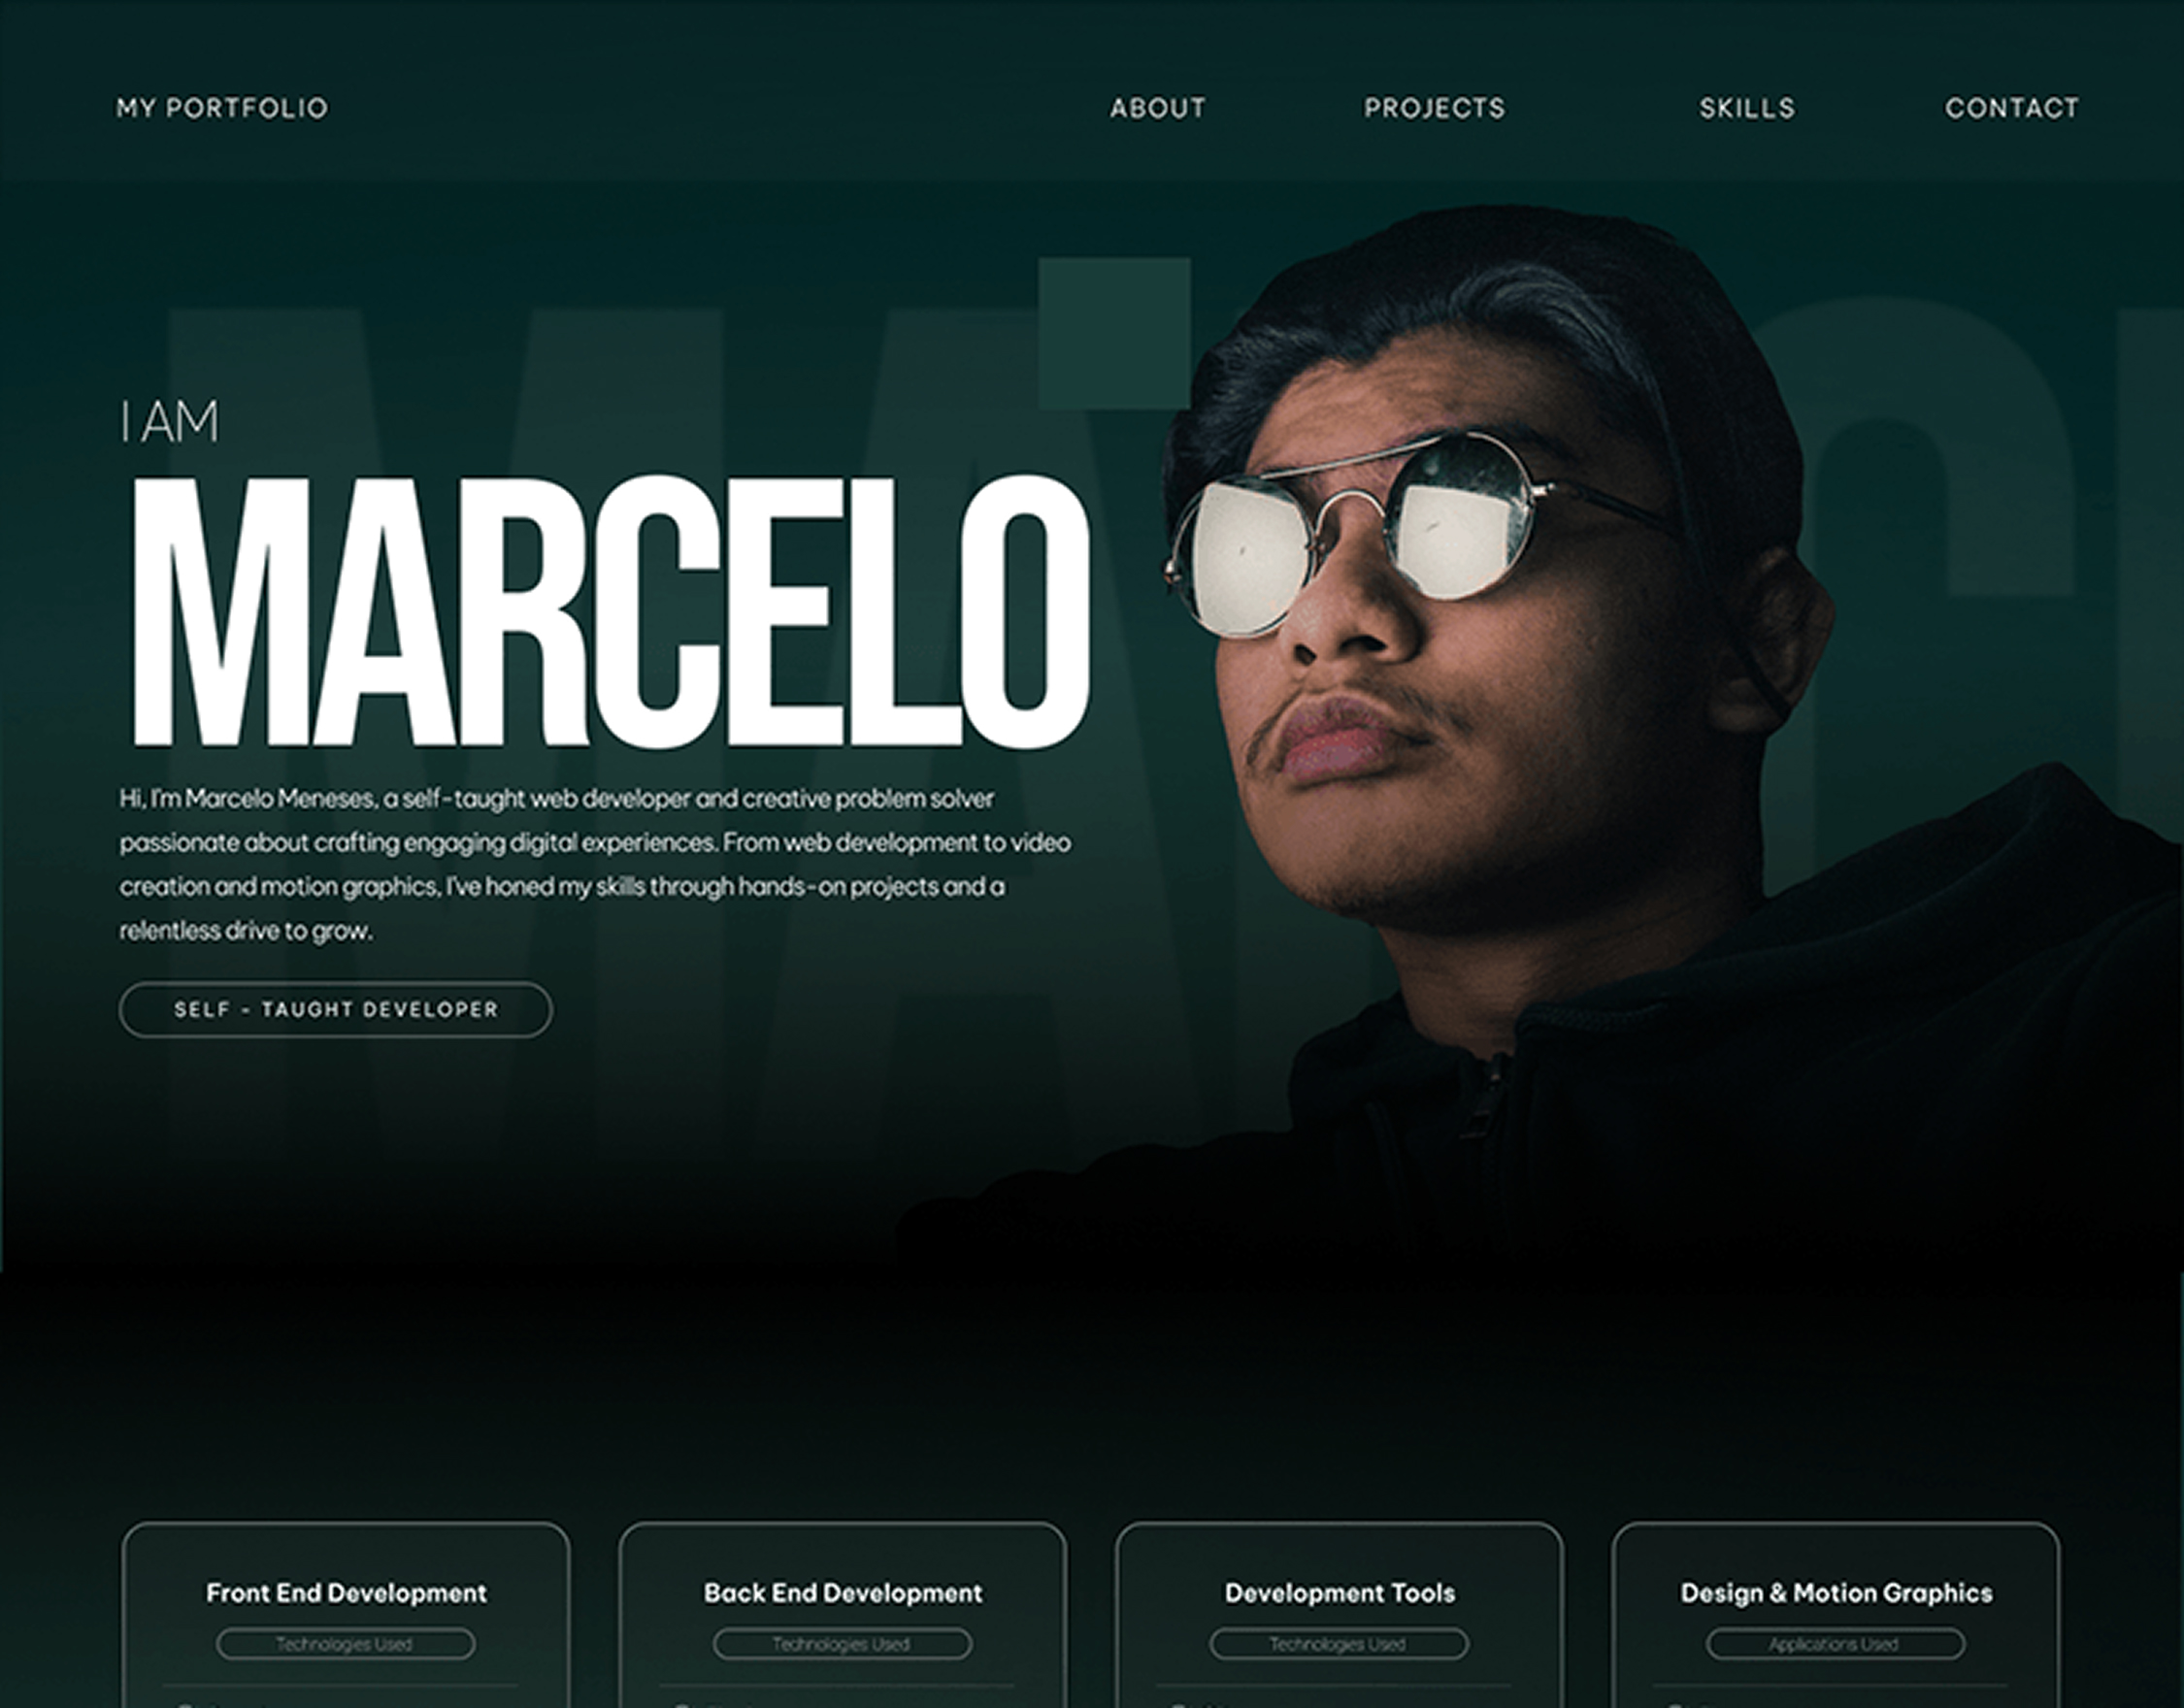 MY PORTFOLIO ABOUT PROJECTS SKILLS CONTACT
I AM
MARCELO
Hi, I'm Marcelo Meneses, a self-taught web developer and creative problem solver
passionate about crafting engaging digital experiences. From web development to video
creation and motion graphics, I've honed my skills through hands-on projects and a
relentless drive to grow.
SELF - TAUGHT DEVELOPER
Front End Development
Technologies Used
Back End Development
Technologies Used
Development Tools
Technologies Used
Design & Motion Graphics
Applications Used